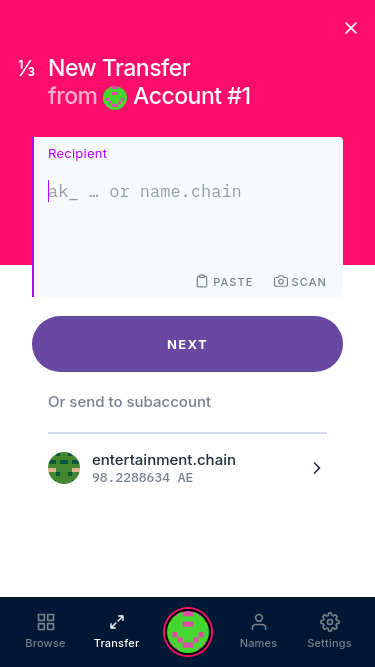 ⅓ New Transfer
from Account #1
Recipient
ak_ … or name.chain
PASTE SCAN
NEXT
Or send to subaccount
entertainment.chain
98.2288634 AE
Browse Transfer Names Settings